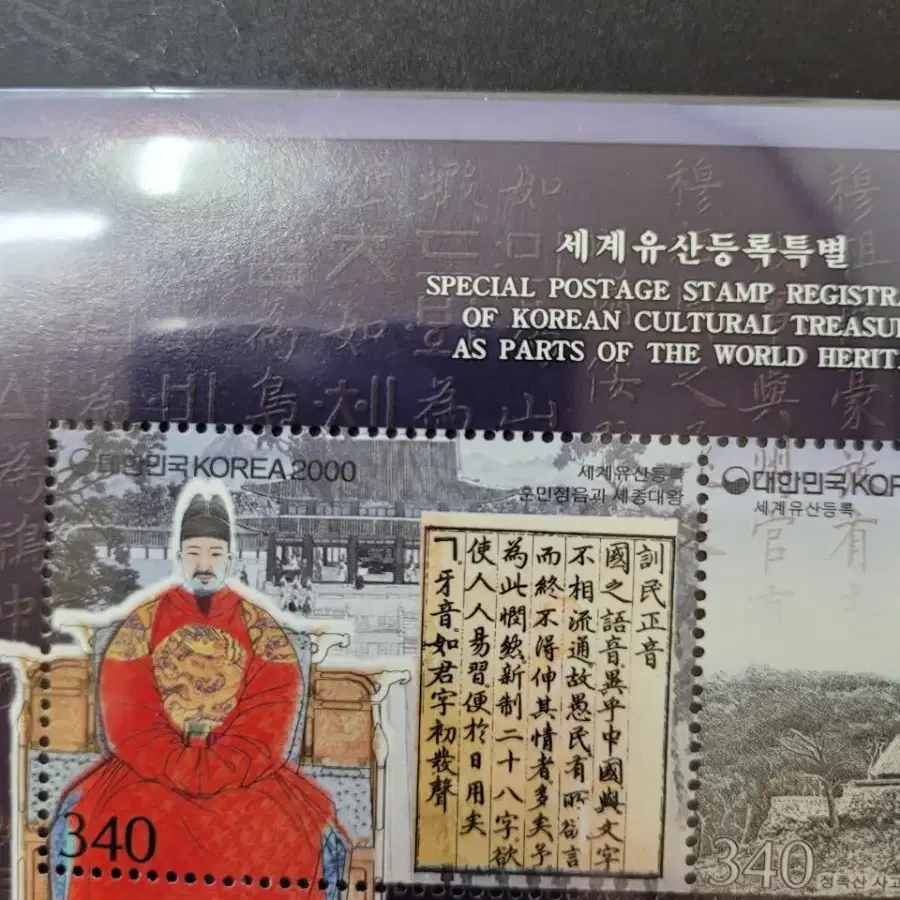 세계유산등록특별
SPECIAL POSTAGE STAMP REGISTRA
OF KOREAN CULTURAL TREASU
AS PARTS OF THE WORLD HERIT
대한민국 KOREA 2000
세계유산등록
훈민정음과 세종대왕
訓民正音
國之語音異乎中國與文字
不相流通故愚民有所欲言
而終不得伸其情者多矣予
為此憫然新制二十八字欲
使人人易習便於日用矣
ㄱ牙音如君字初發聲
340
대한민국 KOR
세계유산등록
340
정족산 사고